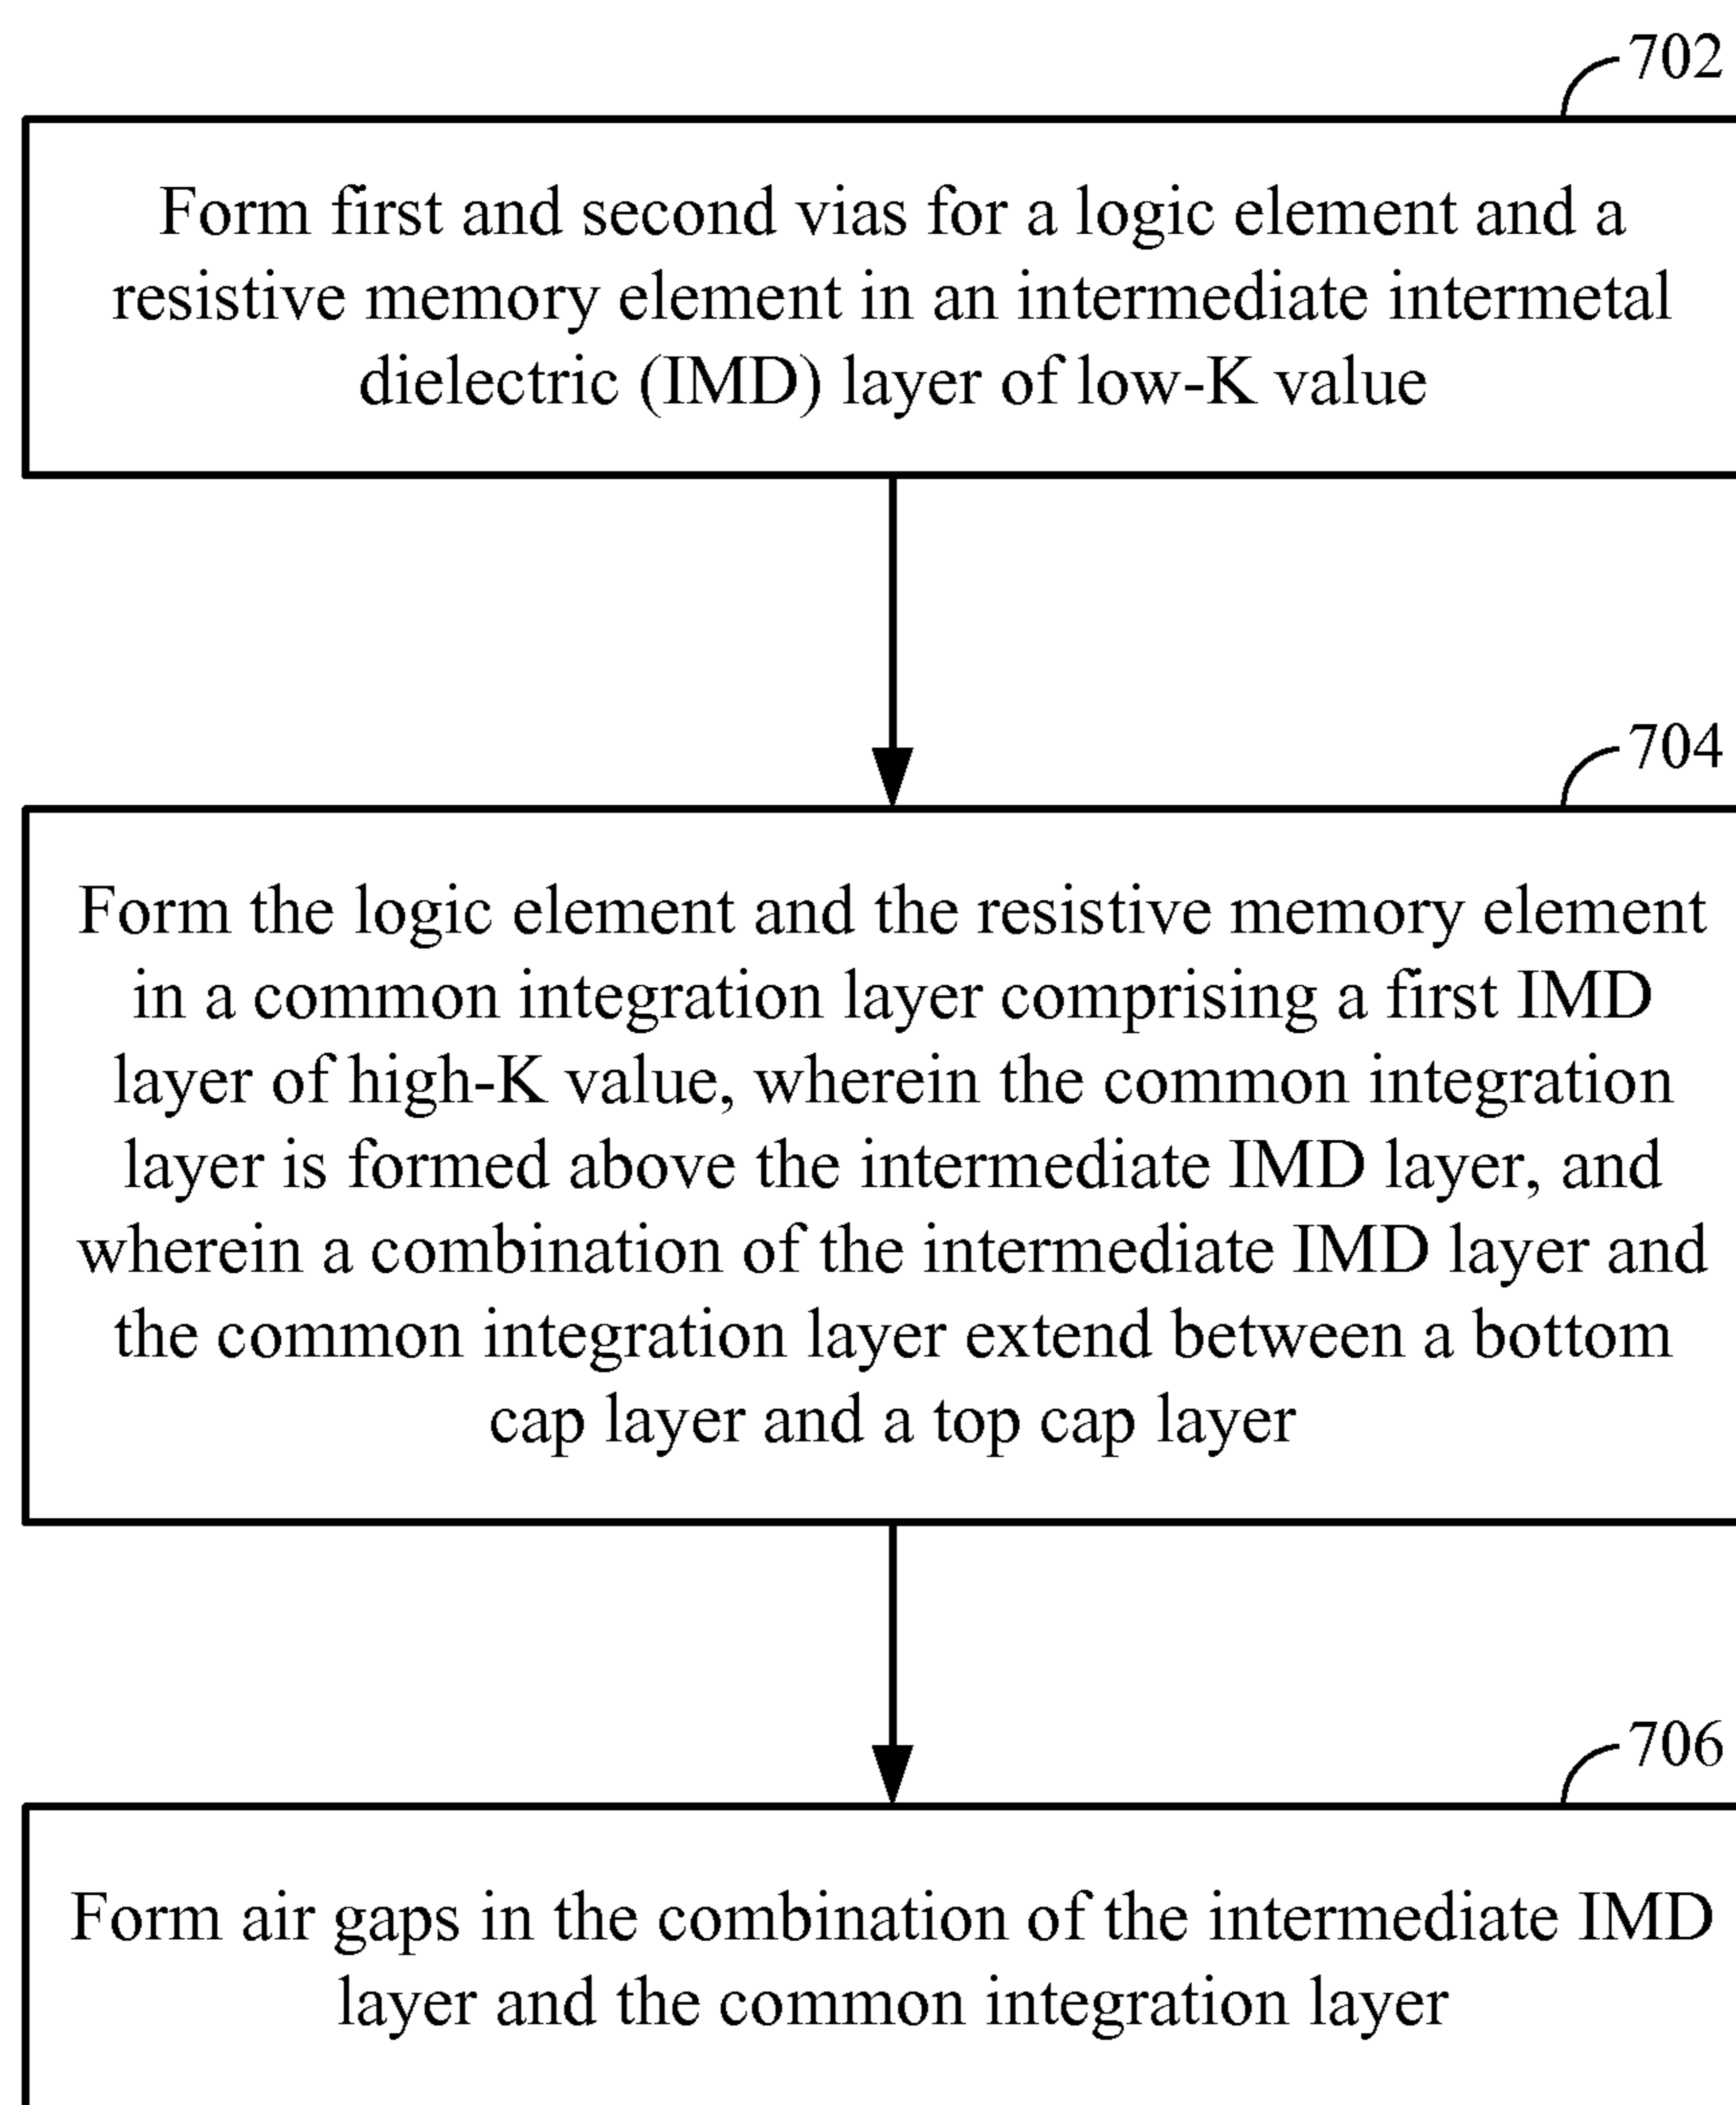 702
Form first and second vias for a logic element and a
resistive memory element in an intermediate intermetal
dielectric (IMD) layer of low-K value
704
Form the logic element and the resistive memory element
in a common integration layer comprising a first IMD
layer of high-K value, wherein the common integration
layer is formed above the intermediate IMD layer, and
wherein a combination of the intermediate IMD layer and
the common integration layer extend between a bottom
cap layer and a top cap layer
706
Form air gaps in the combination of the intermediate IMD
layer and the common integration layer